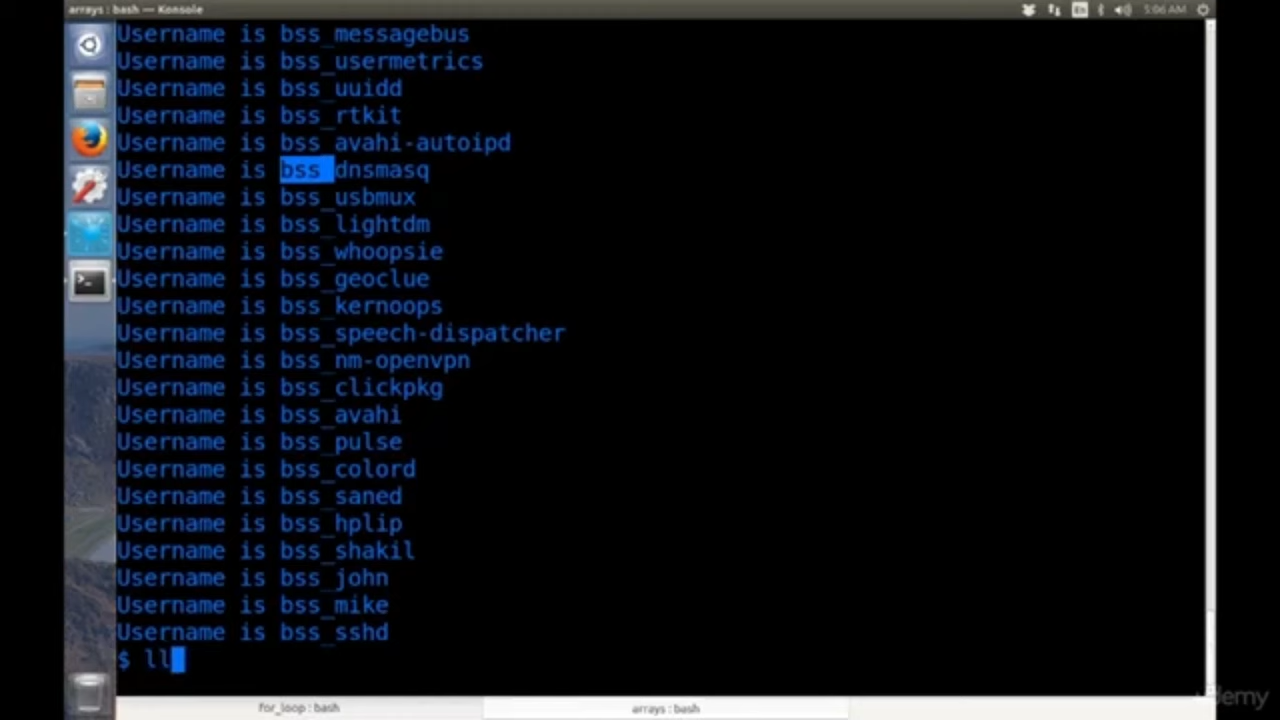 arrays : bash — Konsole
En
5:06 AM
Username is bss_messagebus
Username is bss_usermetrics
Username is bss_uuidd
Username is bss_rtkit
Username is bss_avahi-autoipd
Username is bss_dnsmasq
Username is bss_usbmux
Username is bss_lightdm
Username is bss_whoopsie
Username is bss_geoclue
Username is bss_kernoops
Username is bss_speech-dispatcher
Username is bss_nm-openvpn
Username is bss_clickpkg
Username is bss_avahi
Username is bss_pulse
Username is bss_colord
Username is bss_saned
Username is bss_hplip
Username is bss_shakil
Username is bss_john
Username is bss_mike
Username is bss_sshd
$ ll
for_loop : bash
arrays : bash